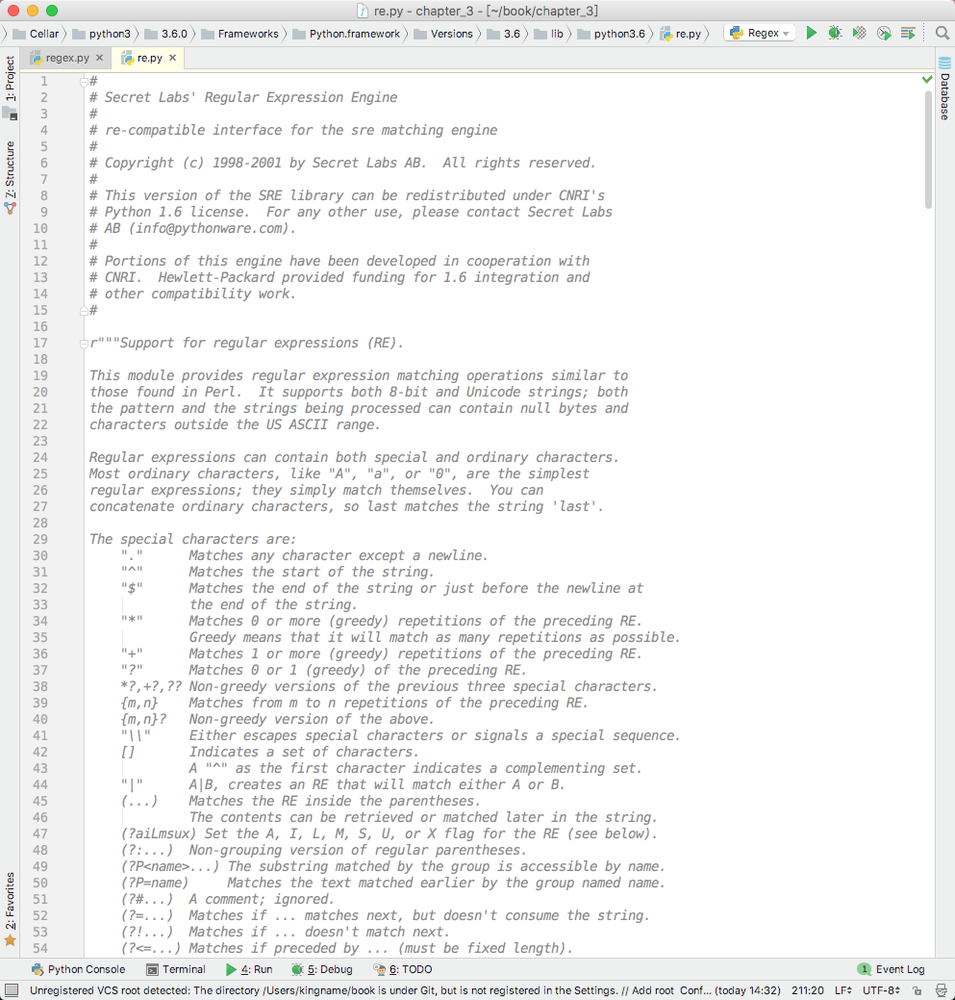 re.py - chapter_3 - [~/book/chapter_3]
Cellar python3 3.6.0 Frameworks Python.framework Versions 3.6 lib python3.6 re.py Regex
regex.py re.py
1: Project
Z: Structure
2: Favorites
Database
1 #
2 # Secret Labs' Regular Expression Engine
3 #
4 # re-compatible interface for the sre matching engine
5 #
6 # Copyright (c) 1998-2001 by Secret Labs AB.  All rights reserved.
7 #
8 # This version of the SRE library can be redistributed under CNRI's
9 # Python 1.6 license.  For any other use, please contact Secret Labs
10 # AB (info@pythonware.com).
11 #
12 # Portions of this engine have been developed in cooperation with
13 # CNRI.  Hewlett-Packard provided funding for 1.6 integration and
14 # other compatibility work.
15 #
16
17 r"""Support for regular expressions (RE).
18
19 This module provides regular expression matching operations similar to
20 those found in Perl.  It supports both 8-bit and Unicode strings; both
21 the pattern and the strings being processed can contain null bytes and
22 characters outside the US ASCII range.
23
24 Regular expressions can contain both special and ordinary characters.
25 Most ordinary characters, like "A", "a", or "0", are the simplest
26 regular expressions; they simply match themselves.  You can
27 concatenate ordinary characters, so last matches the string 'last'.
28
29 The special characters are:
30     "."      Matches any character except a newline.
31     "^"      Matches the start of the string.
32     "$"      Matches the end of the string or just before the newline at
33              the end of the string.
34     "*"      Matches 0 or more (greedy) repetitions of the preceding RE.
35              Greedy means that it will match as many repetitions as possible.
36     "+"      Matches 1 or more (greedy) repetitions of the preceding RE.
37     "?"      Matches 0 or 1 (greedy) of the preceding RE.
38     *?,+?,?? Non-greedy versions of the previous three special characters.
39     {m,n}    Matches from m to n repetitions of the preceding RE.
40     {m,n}?   Non-greedy version of the above.
41     "\\"     Either escapes special characters or signals a special sequence.
42     []       Indicates a set of characters.
43              A "^" as the first character indicates a complementing set.
44     "|"      A|B, creates an RE that will match either A or B.
45     (...)    Matches the RE inside the parentheses.
46              The contents can be retrieved or matched later in the string.
47     (?aiLmsux) Set the A, I, L, M, S, U, or X flag for the RE (see below).
48     (?:...)  Non-grouping version of regular parentheses.
49     (?P<name>...) The substring matched by the group is accessible by name.
50     (?P=name)     Matches the text matched earlier by the group named name.
51     (?#...)  A comment; ignored.
52     (?=...)  Matches if ... matches next, but doesn't consume the string.
53     (?!...)  Matches if ... doesn't match next.
54     (?<=...) Matches if preceded by ... (must be fixed length).
Python Console Terminal 4: Run 5: Debug 6: TODO 1 Event Log
Unregistered VCS root detected: The directory /Users/kingname/book is under Git, but is not registered in the Settings. // Add root  Conf... (today 14:32) 211:20 LF UTF-8